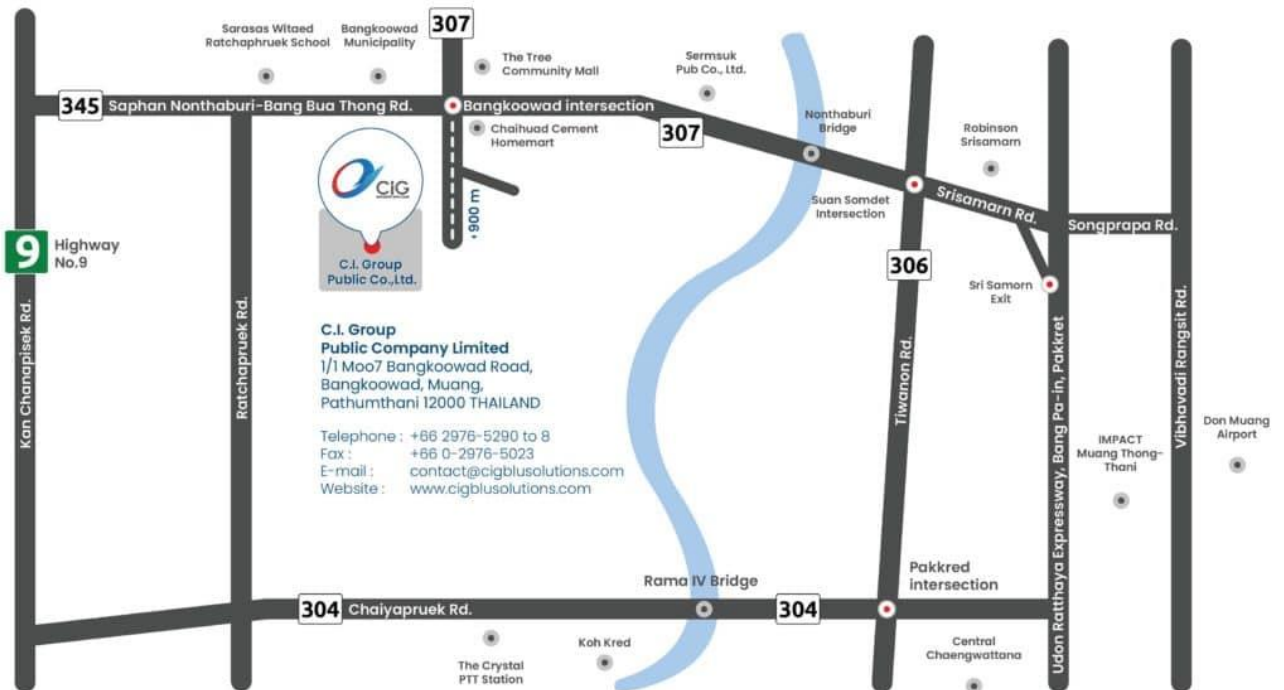 307
Sarasas Witaed
Ratchaphruek School
Bangkoowad
Municipality
The Tree
Community Mall
Sermsuk
Pub Co., Ltd.
345
Saphan Nonthaburi-Bang Bua Thong Rd.
Bangkoowad intersection
Chaihuad Cement
Homemart
307
Nonthaburi
Bridge
Robinson
Srisamarn
CIG
+900 m
Suan Somdet
Intersection
Srisamarn Rd.
Songprapa Rd.
9
Highway
No.9
C.I. Group
Public Co.,Ltd.
306
Sri Samorn
Exit
Kan Chanapisek Rd.
Ratchapruek Rd.
C.I. Group
Public Company Limited
1/1 Moo7 Bangkoowad Road,
Bangkoowad, Muang,
Pathumthani 12000 THAILAND
Telephone : +66 2976-5290 to 8
Fax : +66 0-2976-5023
E-mail : contact@cigblusolutions.com
Website : www.cigblusolutions.com
Tiwanon Rd.
Udon Ratthaya Expressway, Bang Pa-in, Pakkret
Vibhavadi Rangsit Rd.
IMPACT
Muang Thong-
Thani
Don Muang
Airport
Rama IV Bridge
Pakkred
intersection
304
Chaiyapruek Rd.
304
The Crystal
PTT Station
Koh Kred
Central
Chaengwattana